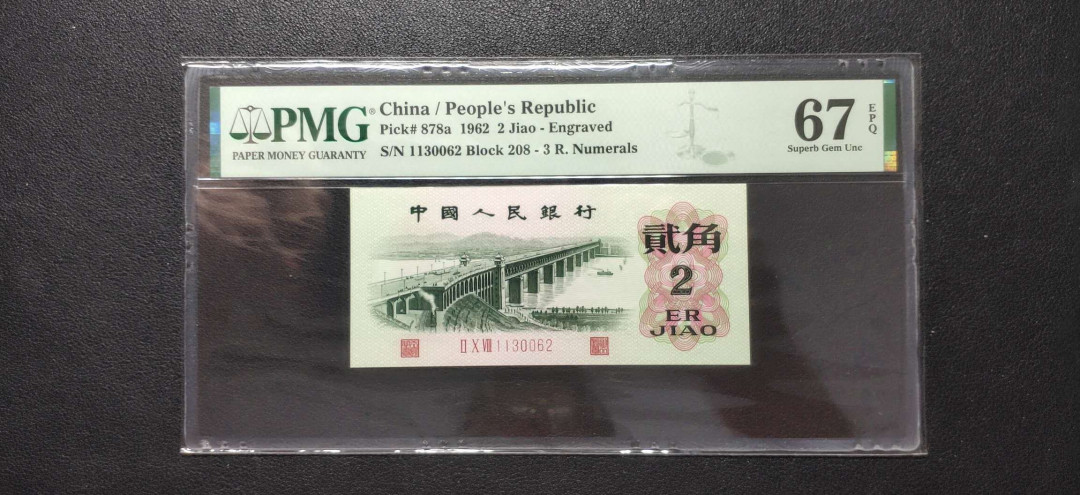 PMG®
PAPER MONEY GUARANTY
China / People's Republic
Pick# 878a 1962 2 Jiao - Engraved
S/N 1130062 Block 208 - 3 R. Numerals
67
EPQ
Superb Gem Unc
中國人民銀行
貳角
2
ER
JIAO
II X VIII 1130062